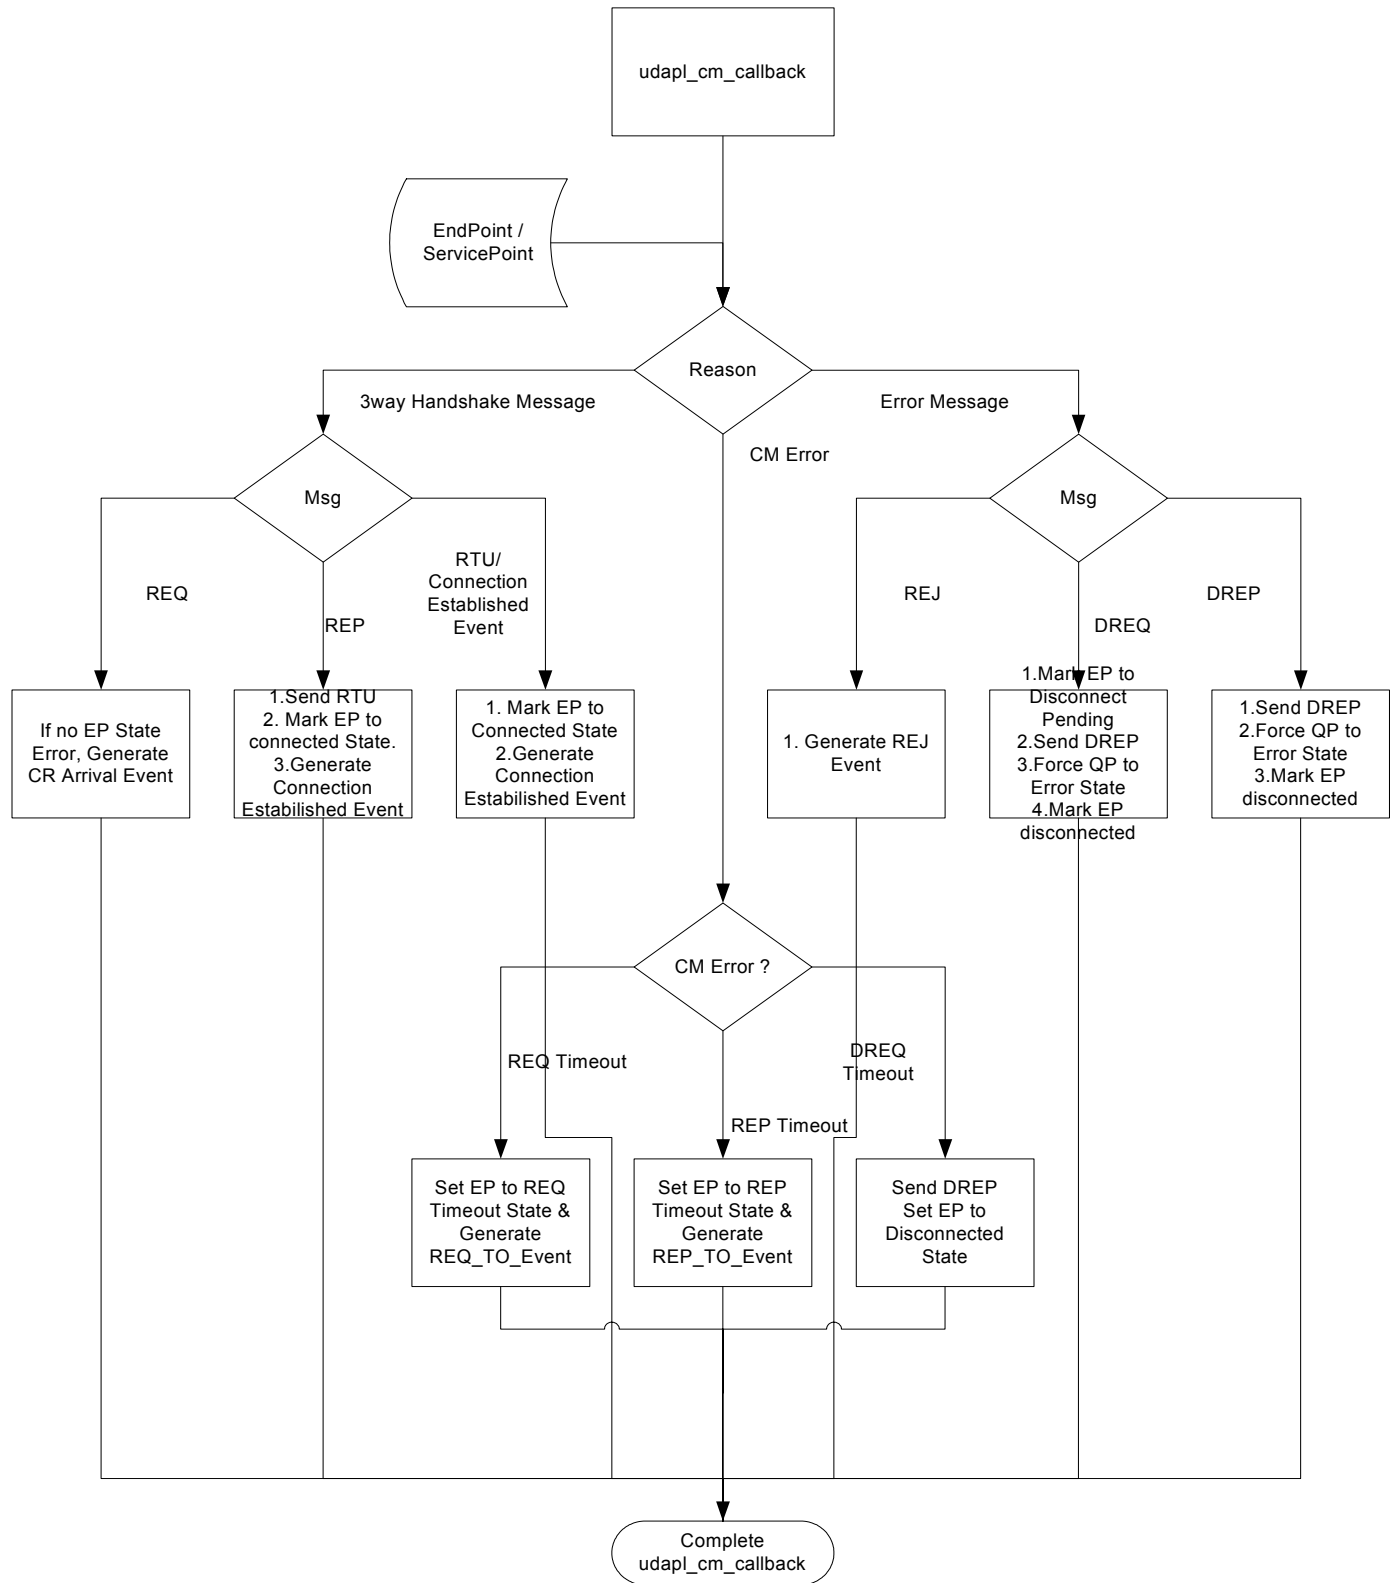 udapl_cm_callback
EndPoint /
ServicePoint
Reason
3way Handshake Message
Error Message
CM Error
Msg
Msg
RTU/
Connection
Established
Event
REQ
REP
REJ
DREQ
DREP
If no EP State
Error, Generate
CR Arrival Event
1.Send RTU
2. Mark EP to
connected State.
3.Generate
Connection
Estabilished Event
1. Mark EP to
Connected State
2.Generate
Connection
Estabilished Event
1. Generate REJ
Event
1.Mark EP to
Disconnect
Pending
2.Send DREP
3.Force QP to
Error State
4.Mark EP
disconnected
1.Send DREP
2.Force QP to
Error State
3.Mark EP
disconnected
CM Error ?
REQ Timeout
REP Timeout
DREQ
Timeout
Set EP to REQ
Timeout State &
Generate
REQ_TO_Event
Set EP to REP
Timeout State &
Generate
REP_TO_Event
Send DREP
Set EP to
Disconnected
State
Complete
udapl_cm_callback